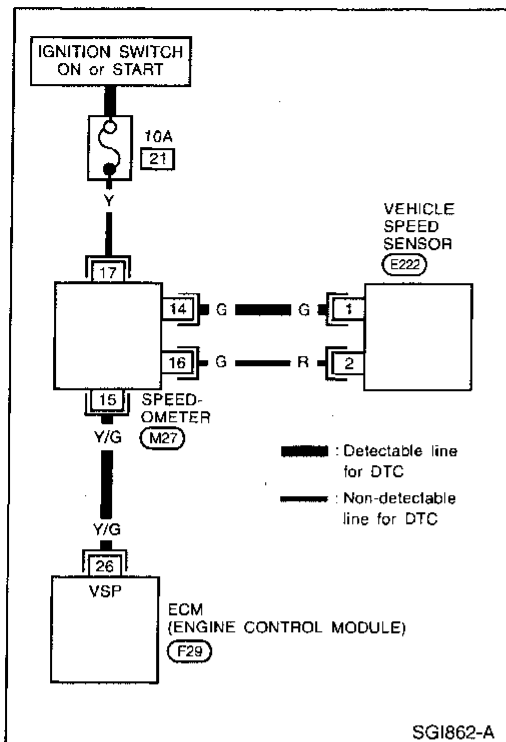 IGNITION SWITCH
ON or START
10A
21
Y
17
VEHICLE
SPEED
SENSOR
E222
14
G
G
1
16
G
R
2
15
SPEED-
OMETER
M27
Y/G
: Detectable line
for DTC
: Non-detectable
line for DTC
Y/G
26
VSP
ECM
(ENGINE CONTROL MODULE)
F29
SGI862-A